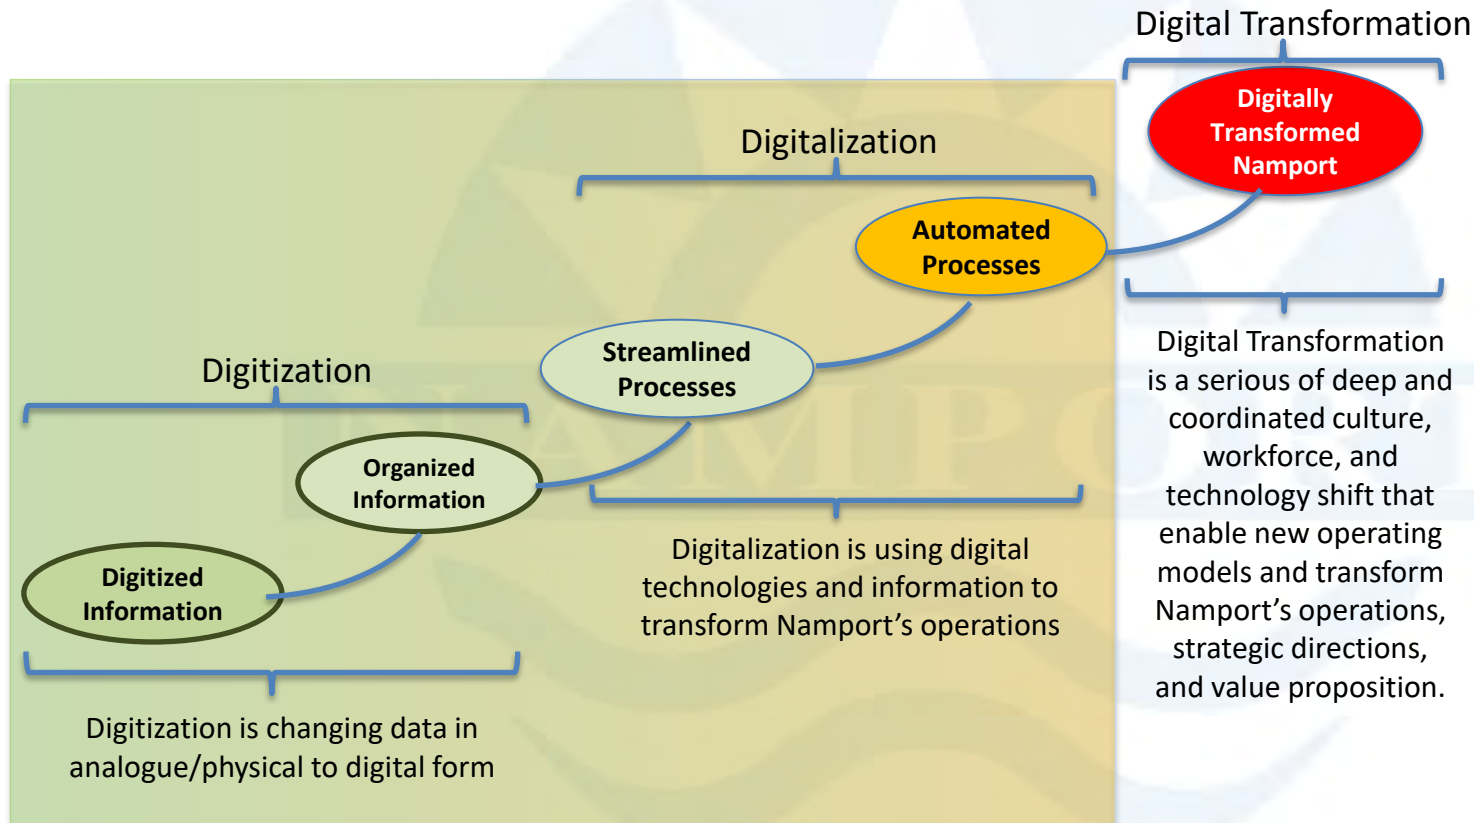 Digital Transformation
Digitally
Transformed
Namport
Digitalization
Automated
Processes
Streamlined
Processes
Digitization
Organized
Information
Digitized
Information
Digitization is changing data in
analogue/physical to digital form
Digitalization is using digital
technologies and information to
transform Namport’s operations
Digital Transformation
is a serious of deep and
coordinated culture,
workforce, and
technology shift that
enable new operating
models and transform
Namport’s operations,
strategic directions,
and value proposition.
NAMPORT